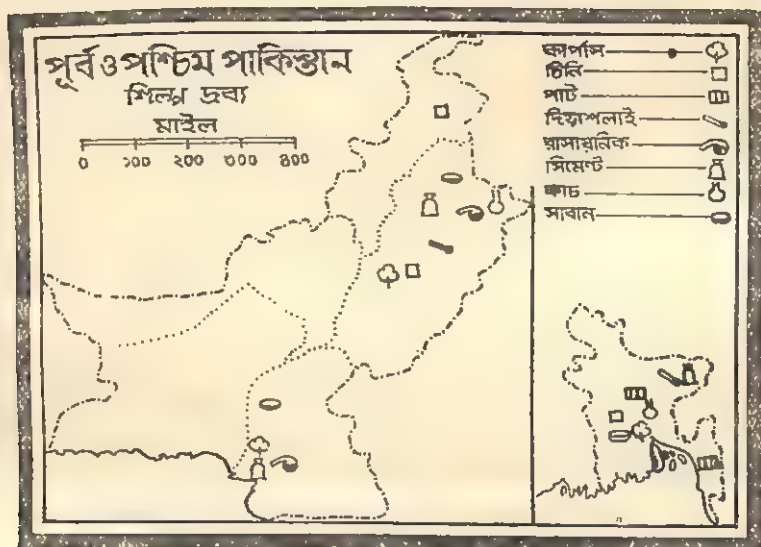 পূর্ব ও পশ্চিম পাকিস্তান
শিল্প দ্রব্য
মাইল
০ ১০০ ২০০ ৩০০ ৪০০
কার্পাস
চিনি
পাট
দিয়াশলাই
রাসায়নিক
সিমেন্ট
কাচ
সাবান